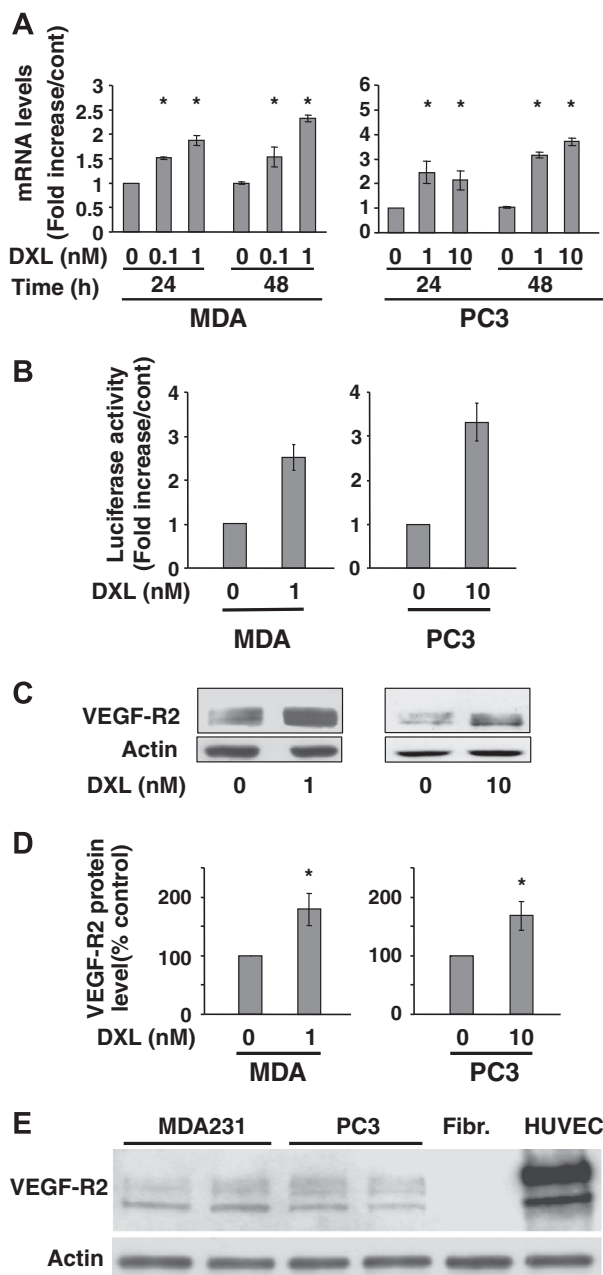 A
mRNA levels
(Fold increase/cont)
3
2.5
2
1.5
1
0.5
0
6
5
4
3
2
1
0
* * * *
* * * *
DXL (nM) 0 0.1 1 0 0.1 1 0 1 10 0 1 10
Time (h) 24 48 24 48
MDA PC3
B
Luciferase activity
(Fold increase/cont)
4
3
2
1
0
4
3
2
1
0
DXL (nM) 0 1 0 10
MDA PC3
C
VEGF-R2
Actin
DXL (nM) 0 1 0 10
D
VEGF-R2 protein
level(% control)
200
100
0
200
100
0
* *
DXL (nM) 0 1 0 10
MDA PC3
E
MDA231 PC3 Fibr. HUVEC
VEGF-R2
Actin